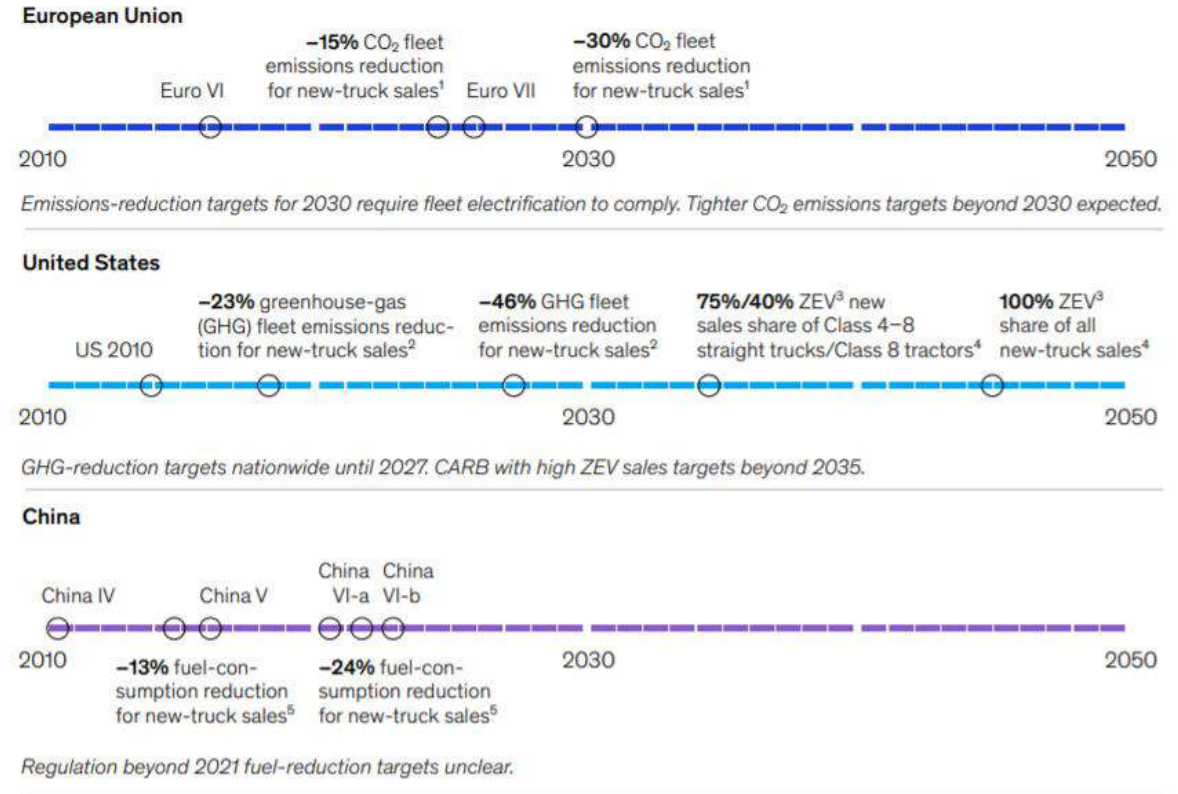 European Union
–15% CO₂ fleet
emissions reduction
for new-truck sales¹
–30% CO₂ fleet
emissions reduction
for new-truck sales¹
Euro VI
Euro VII
2010
2030
2050
Emissions-reduction targets for 2030 require fleet electrification to comply. Tighter CO₂ emissions targets beyond 2030 expected.
United States
US 2010
–23% greenhouse-gas
(GHG) fleet emissions reduc-
tion for new-truck sales²
–46% GHG fleet
emissions reduction
for new-truck sales²
75%/40% ZEV³ new
sales share of Class 4–8
straight trucks/Class 8 tractors⁴
100% ZEV³
share of all
new-truck sales⁴
2010
2030
2050
GHG-reduction targets nationwide until 2027. CARB with high ZEV sales targets beyond 2035.
China
China IV
China V
China
VI-a
China
VI-b
2010
2030
2050
–13% fuel-con-
sumption reduction
for new-truck sales⁵
–24% fuel-con-
sumption reduction
for new-truck sales⁵
Regulation beyond 2021 fuel-reduction targets unclear.